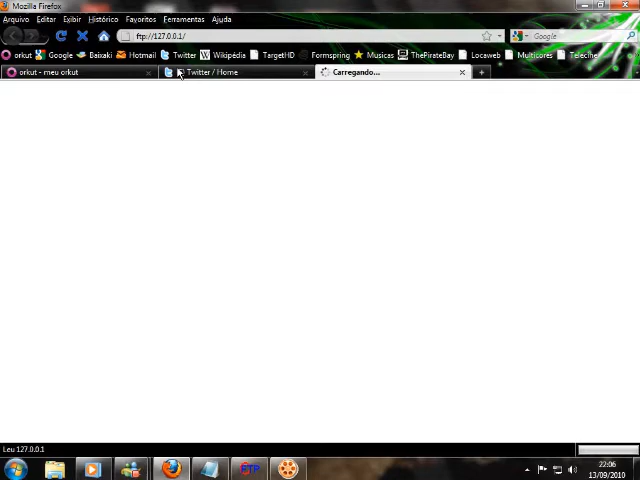 Mozilla Firefox
Arquivo Editar Exibir Histórico Favoritos Ferramentas Ajuda
ftp://127.0.0.1/ Google
orkut Google Baixaki Hotmail Twitter Wikipédia TargetHD Formspring Musicas ThePirateBay Locaweb Multicores
orkut - meu orkut Twitter / Home Carregando...
Leu 127.0.0.1
FTP
22:06
13/09/2010